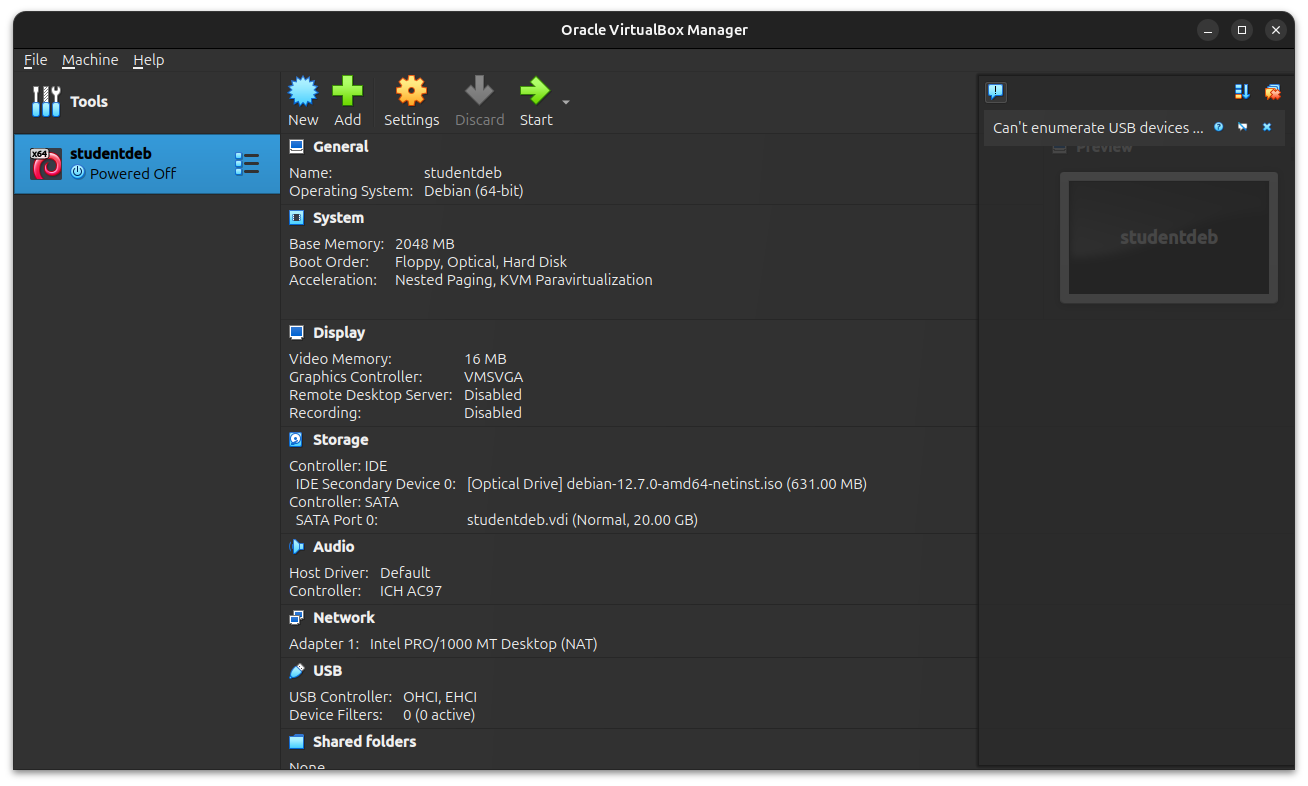 Oracle VirtualBox Manager
File Machine Help
Tools
New Add Settings Discard Start
x64
studentdeb
Powered Off
General
Name: studentdeb
Operating System: Debian (64-bit)
System
Base Memory: 2048 MB
Boot Order: Floppy, Optical, Hard Disk
Acceleration: Nested Paging, KVM Paravirtualization
Display
Video Memory: 16 MB
Graphics Controller: VMSVGA
Remote Desktop Server: Disabled
Recording: Disabled
Storage
Controller: IDE
IDE Secondary Device 0: [Optical Drive] debian-12.7.0-amd64-netinst.iso (631.00 MB)
Controller: SATA
SATA Port 0: studentdeb.vdi (Normal, 20.00 GB)
Audio
Host Driver: Default
Controller: ICH AC97
Network
Adapter 1: Intel PRO/1000 MT Desktop (NAT)
USB
USB Controller: OHCI, EHCI
Device Filters: 0 (0 active)
Shared folders
None
Can't enumerate USB devices ...
Preview
studentdeb